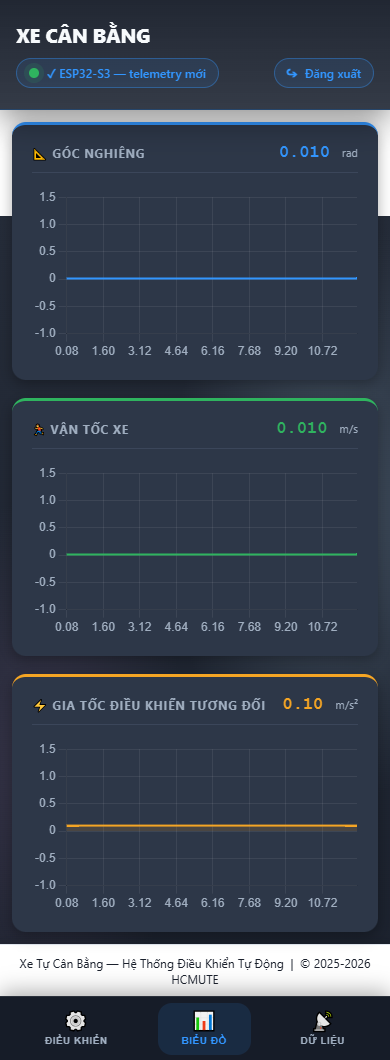 XE CÂN BẰNG
✓ ESP32-S3 — telemetry mới
↪ Đăng xuất
GÓC NGHIÊNG 0.010 rad
1.5
1.0
0.5
0
-0.5
-1.0
0.08 1.60 3.12 4.64 6.16 7.68 9.20 10.72
VẬN TỐC XE 0.010 m/s
1.5
1.0
0.5
0
-0.5
-1.0
0.08 1.60 3.12 4.64 6.16 7.68 9.20 10.72
GIA TỐC ĐIỀU KHIỂN TƯƠNG ĐỐI 0.10 m/s²
1.5
1.0
0.5
0
-0.5
-1.0
0.08 1.60 3.12 4.64 6.16 7.68 9.20 10.72
Xe Tự Cân Bằng — Hệ Thống Điều Khiển Tự Động | © 2025-2026
HCMUTE
ĐIỀU KHIỂN BIỂU ĐỒ DỮ LIỆU